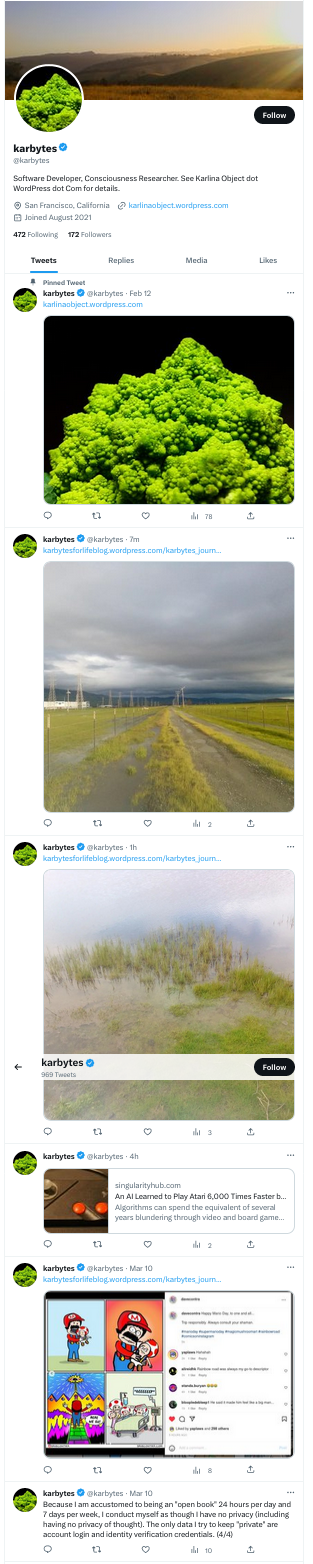 Follow
karbytes
@karbytes
Software Developer, Consciousness Researcher. See Karlina Object dot
WordPress dot Com for details.
San Francisco, California karlinaobject.wordpress.com
Joined August 2021
472 Following 172 Followers
Tweets Replies Media Likes
Pinned Tweet
karbytes @karbytes · Feb 12
karlinaobject.wordpress.com
78
karbytes @karbytes · 7m
karbytesforlifeblog.wordpress.com/karbytes_journ...
2
karbytes @karbytes · 1h
karbytesforlifeblog.wordpress.com/karbytes_journ...
karbytes
969 Tweets
Follow
3
karbytes @karbytes · 4h
singularityhub.com
An AI Learned to Play Atari 6,000 Times Faster b...
Algorithms can spend the equivalent of several
years blundering through video and board game...
2
karbytes @karbytes · Mar 10
karbytesforlifeblog.wordpress.com/karbytes_journ...
8
karbytes @karbytes · Mar 10
Because I am accustomed to being an "open book" 24 hours per day and
7 days per week, I conduct myself as though I have no privacy (including
having no privacy of thought). The only data I try to keep "private" are
account login and identity verification credentials. (4/4)
10